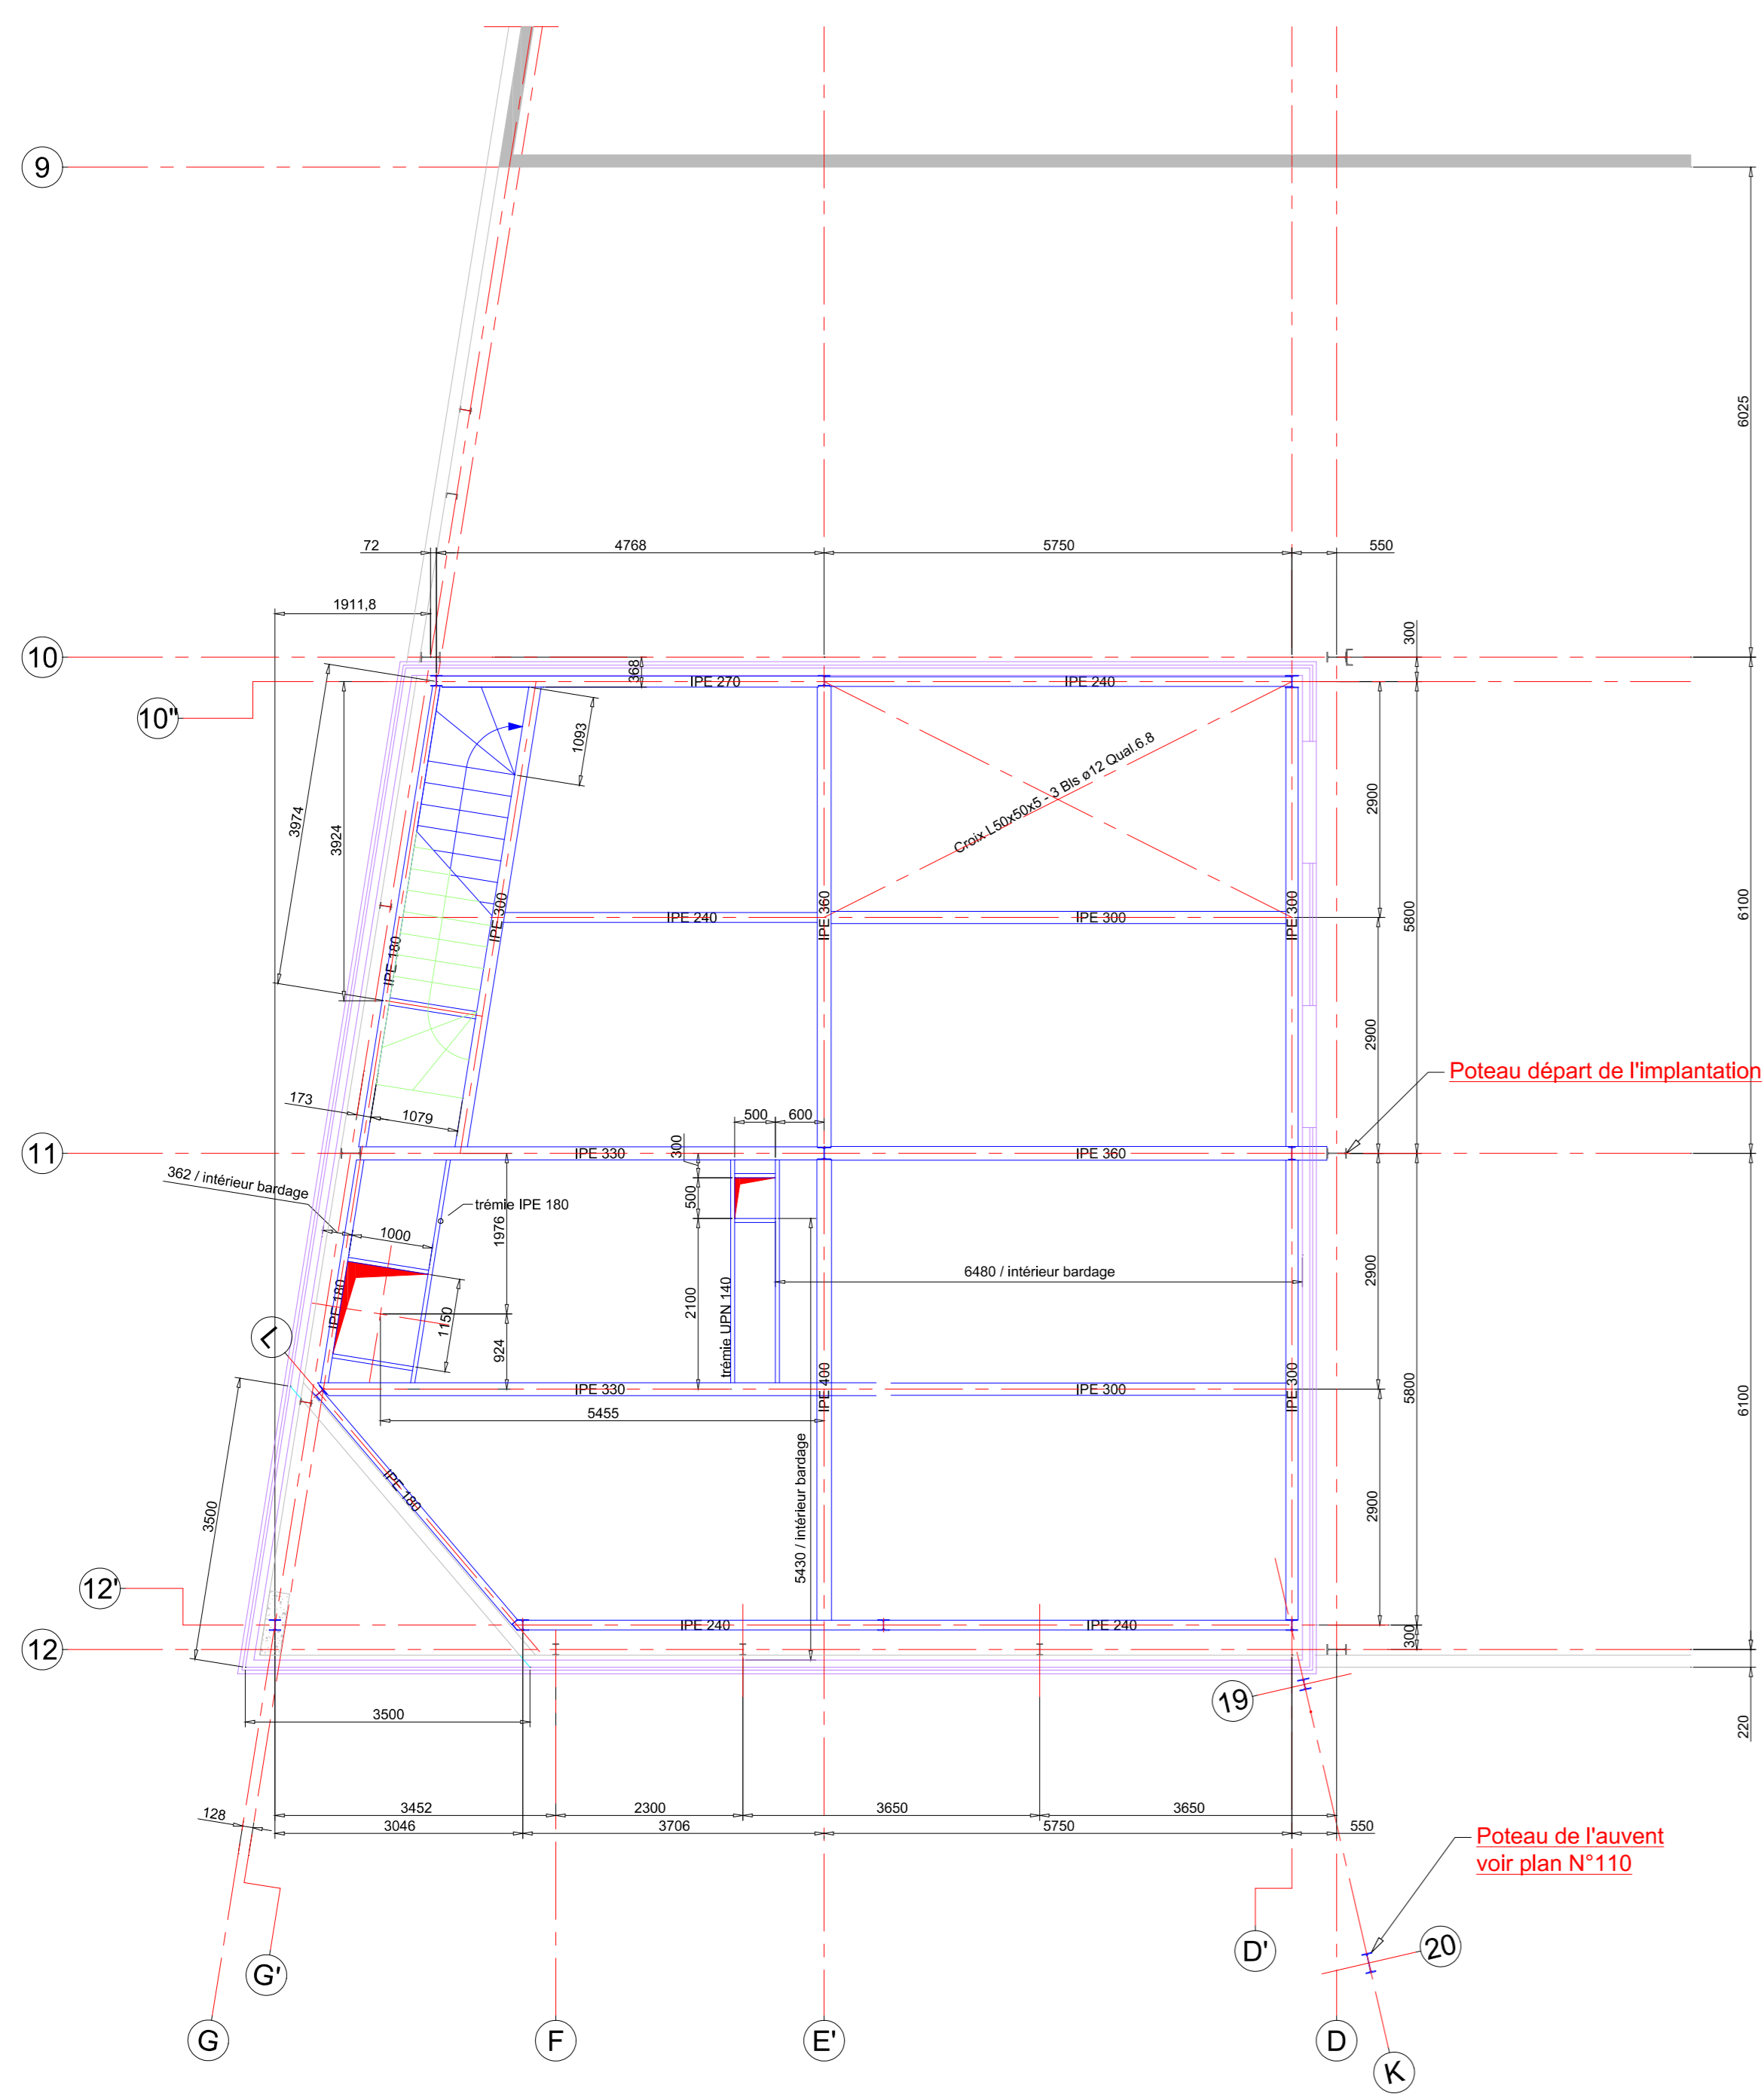 9
6025
72
4768
5750
550
1911,8
300
10
368
IPE 270
IPE 240
10"
1093
Croix L50x50x5 - 3 Bls ø12 Qual.6.8
2900
3974
3924
IPE 180
IPE 300
IPE 240
IPE 360
IPE 300
IPE 300
5800
6100
2900
Poteau départ de l'implantation
173
1079
500
600
300
11
IPE 330
IPE 360
362 / intérieur bardage
trémie IPE 180
1976
500
1000
6480 / intérieur bardage
2900
IPE 180
1150
2100
trémie UPN 140
924
L
IPE 330
IPE 400
IPE 300
IPE 300
5800
6100
5455
5430 / intérieur bardage
IPE 180
3500
2900
12'
IPE 240
IPE 240
300
12
19
3500
220
3452
2300
3650
3650
128
3046
3706
5750
550
Poteau de l'auvent
voir plan N°110
G'
D'
20
G
F
E'
D
K